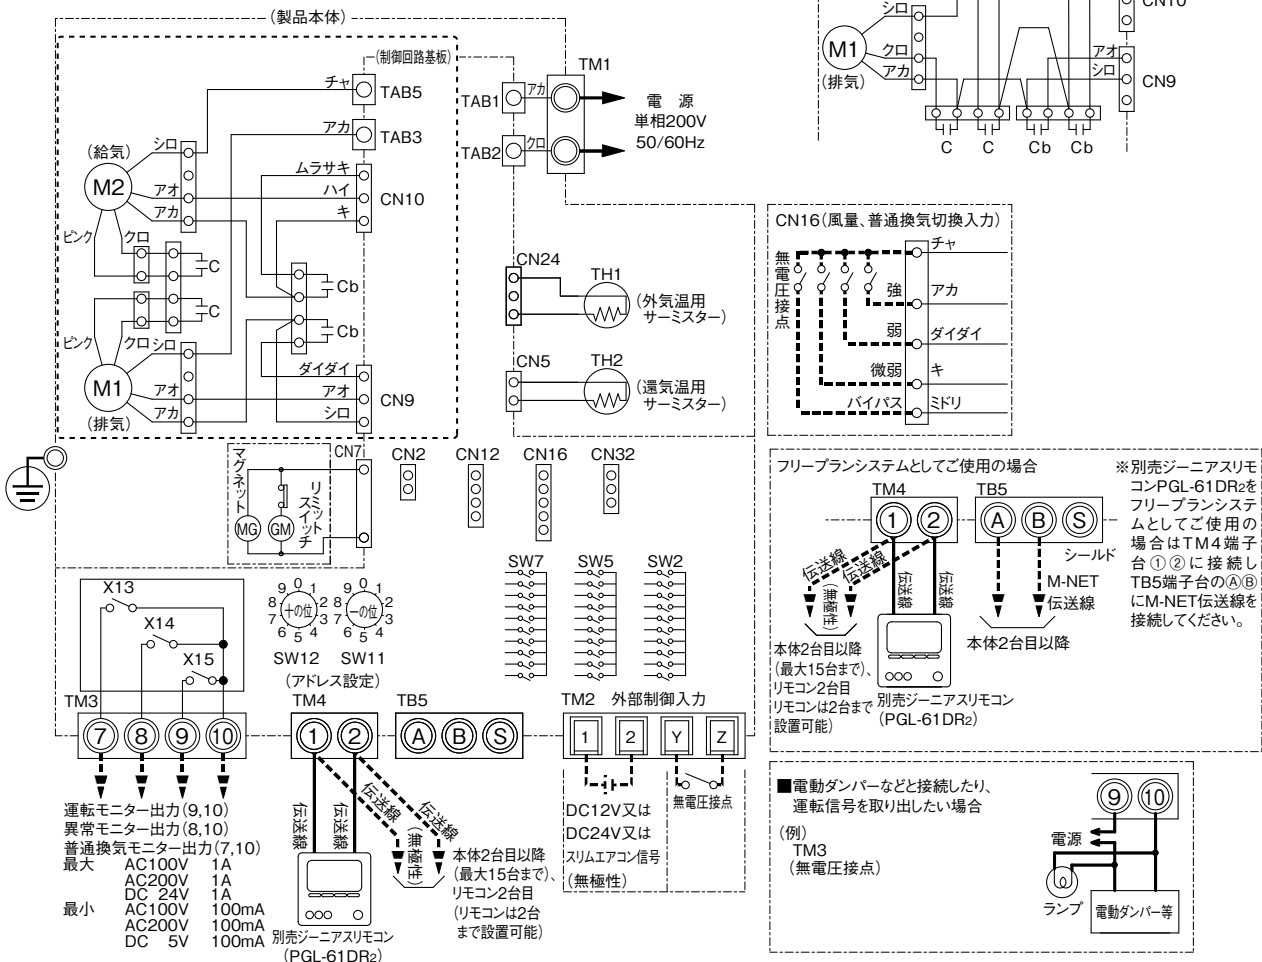 (製品本体)
(制御回路基板)
チャ
TAB5
アカ
TAB3
TAB1
アカ
TAB2
クロ
TM1
電 源
単相200V
50/60Hz
(給気)
M2
シロ
アオ
アカ
ピンク
クロ
ムラサキ
ハイ
キ
CN10
C
C
Cb
Cb
ピンク
クロ
シロ
M1
(排気)
アオ
アカ
ダイダイ
アオ
シロ
CN9
CN24
TH1
(外気温用
サーミスター)
CN5
TH2
(還気温用
サーミスター)
シロ
M1
(排気)
クロ
アカ
CN10
アオ
シロ
CN9
C
C
Cb
Cb
CN16(風量、普通換気切換入力)
無電圧接点
チャ
強
アカ
弱
ダイダイ
微弱
キ
バイパス
ミドリ
マグネット
リミット
スイッチ
MG
GM
CN7
CN2
CN12
CN16
CN32
SW7
SW5
SW2
X13
X14
X15
0
1
2
3
4
5
6
7
8
9
十の位
0
1
2
3
4
5
6
7
8
9
一の位
SW12
SW11
(アドレス設定)
TM3
7
8
9
10
運転モニター出力(9,10)
異常モニター出力(8,10)
普通換気モニター出力(7,10)
最大 AC100V 1A
AC200V 1A
DC 24V 1A
最小 AC100V 100mA
AC200V 100mA
DC 5V 100mA
TM4
1
2
伝送線
伝送線
伝送線
伝送線
(無極性)
別売ジーニアスリモコン
(PGL-61DR2)
本体2台目以降
(最大15台まで)、
リモコン2台目
(リモコンは2台
まで設置可能)
TB5
A
B
S
TM2 外部制御入力
1
2
Y
Z
DC12V又は
DC24V又は
スリムエアコン信号
(無極性)
無電圧接点
フリープランシステムとしてご使用の場合
TM4
1
2
TB5
A
B
S
シールド
伝送線
伝送線
(無極性)
伝送線
伝送線
M-NET
伝送線
本体2台目以降
本体2台目以降
(最大15台まで)、
リモコン2台目
リモコンは2台まで
設置可能)
別売ジーニアスリモコン
(PGL-61DR2)
※別売ジーニアスリモ
コンPGL-61DR2を
フリープランシステ
ムとしてご使用の
場合はTM4端子
台①②に接続し
TB5端子台のⒶⒷ
にM-NET伝送線を
接続してください。
■電動ダンパーなどと接続したり、
運転信号を取り出したい場合
(例)
TM3
(無電圧接点)
9
10
電源
ランプ
電動ダンパー等